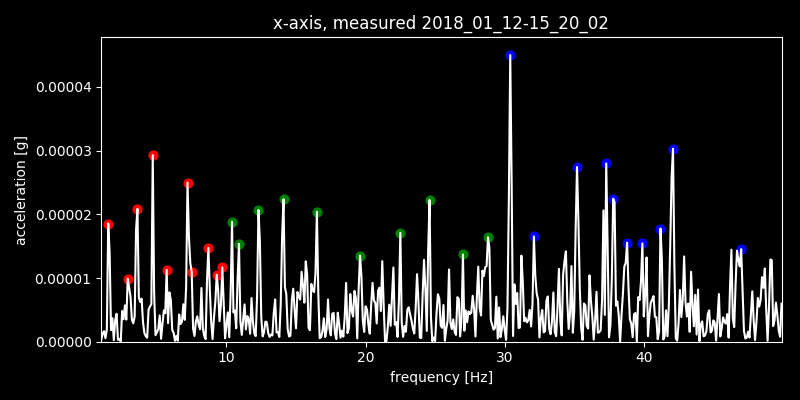 x-axis, measured 2018_01_12-15_20_02
acceleration [g]
0.00004
0.00003
0.00002
0.00001
0.00000
10 20 30 40
frequency [Hz]